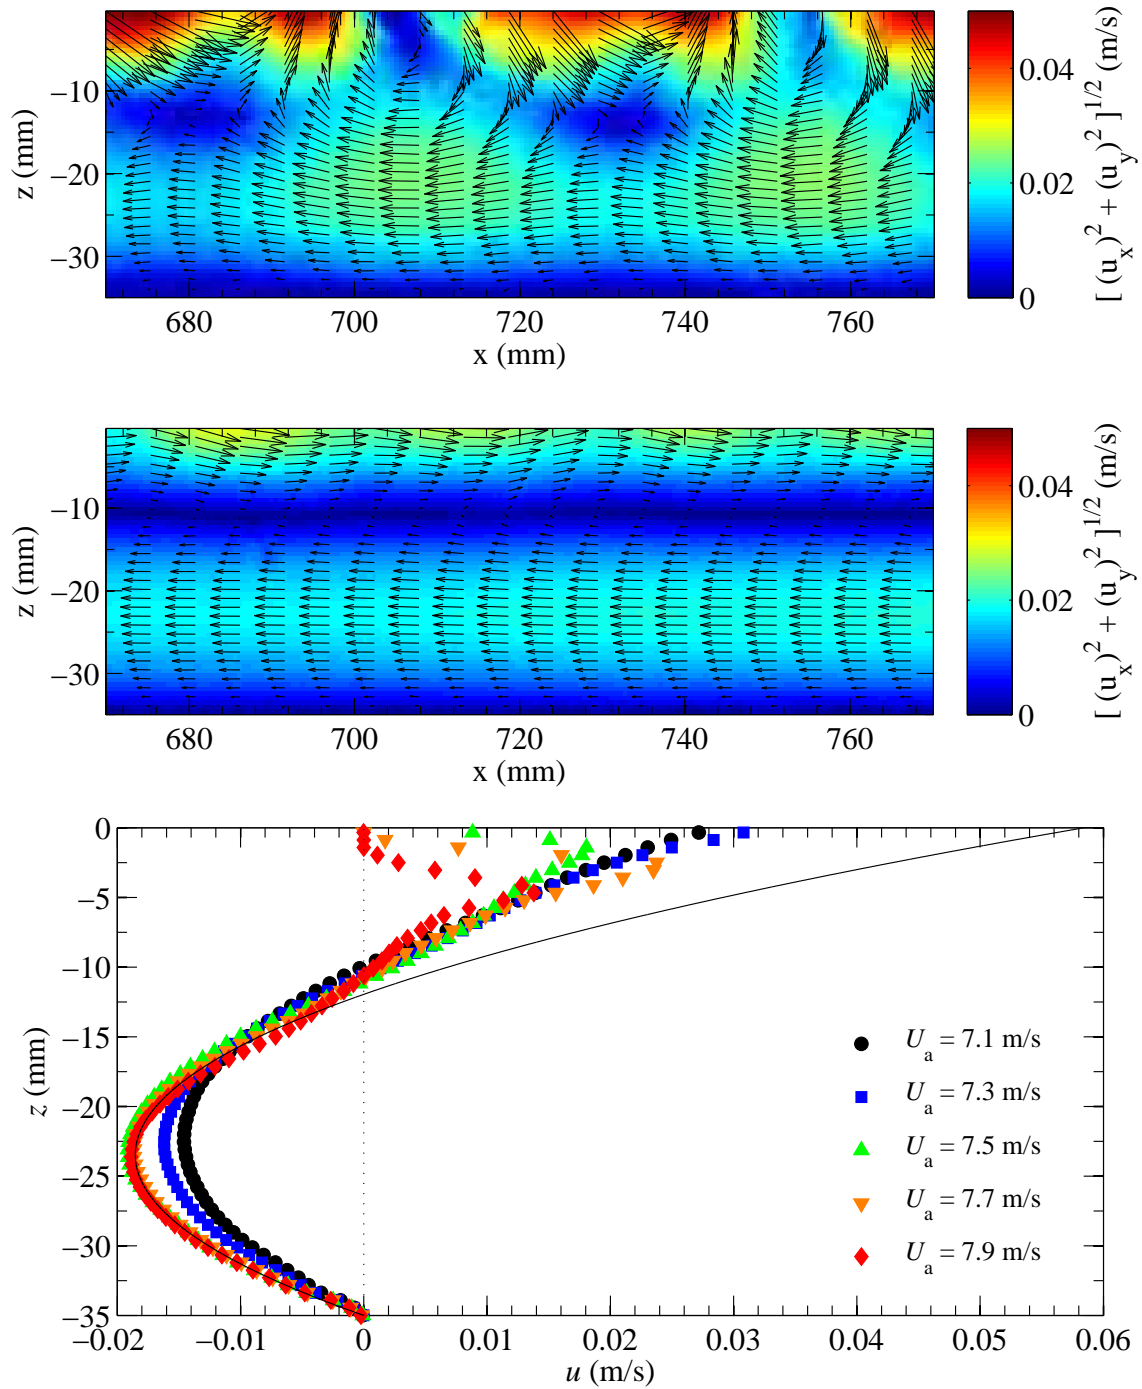 −10
−20
−30
z (mm)
680 700 720 740 760
x (mm)
0.04
0.02
0
[ (u_x)^2 + (u_y)^2 ]^{1/2} (m/s)
−10
−20
−30
z (mm)
680 700 720 740 760
x (mm)
0.04
0.02
0
[ (u_x)^2 + (u_y)^2 ]^{1/2} (m/s)
0
−5
−10
−15
−20
−25
−30
−35
z (mm)
U_a = 7.1 m/s
U_a = 7.3 m/s
U_a = 7.5 m/s
U_a = 7.7 m/s
U_a = 7.9 m/s
−0.02 −0.01 0 0.01 0.02 0.03 0.04 0.05 0.06
u (m/s)